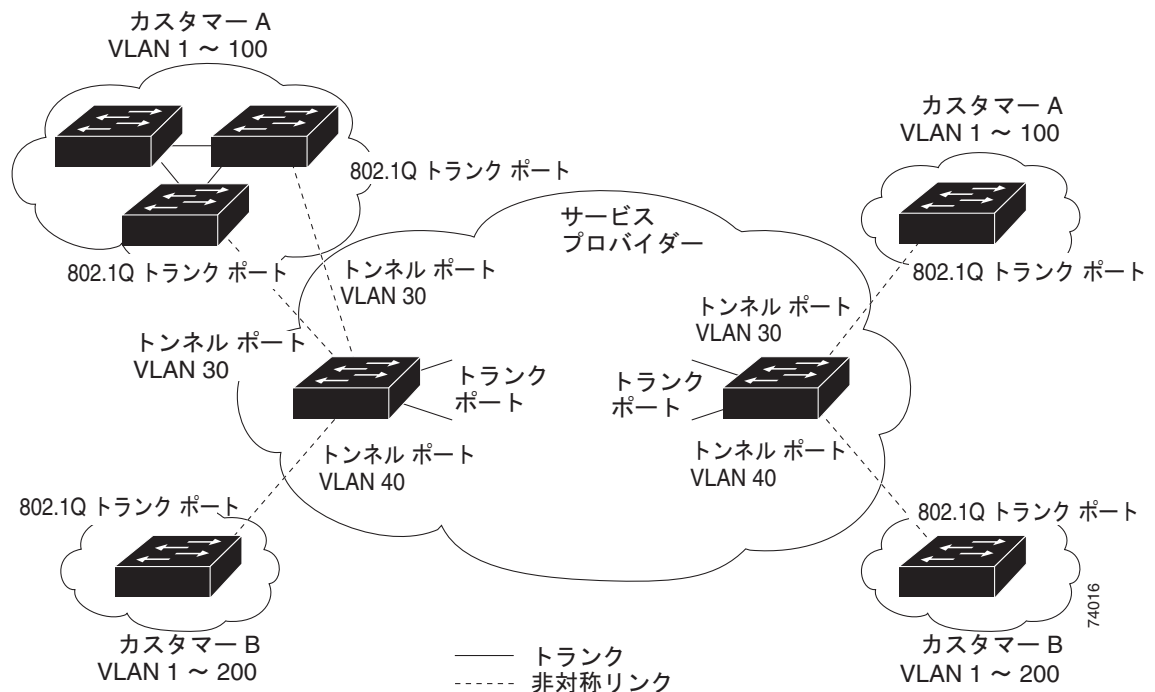 カスタマー A
VLAN 1 ～ 100
802.1Q トランク ポート
カスタマー A
VLAN 1 ～ 100
サービス
プロバイダー
802.1Q トランク ポート
トンネル ポート
VLAN 30
802.1Q トランク ポート
トンネル ポート
VLAN 30
トンネル ポート
VLAN 30
トランク
ポート
トランク
ポート
トンネル ポート
VLAN 40
トンネル ポート
VLAN 40
802.1Q トランク ポート
802.1Q トランク ポート
カスタマー B
VLAN 1 ～ 200
カスタマー B
VLAN 1 ～ 200
74016
トランク
非対称リンク